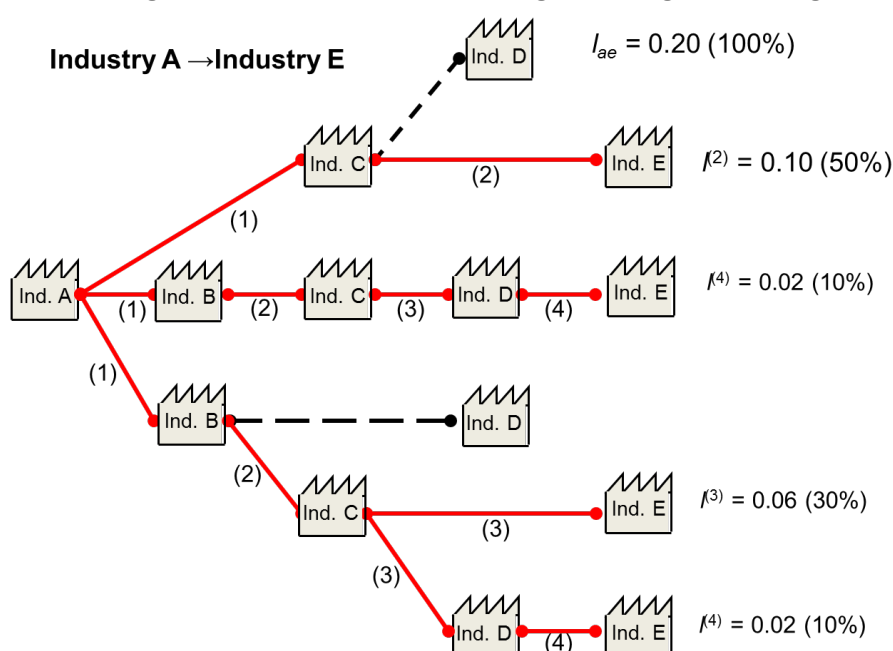 Ind. D
l_ae = 0.20 (100%)
Industry A →Industry E
Ind. C
(2)
Ind. E
l⁽²⁾ = 0.10 (50%)
(1)
Ind. A
(1)
Ind. B
(2)
Ind. C
(3)
Ind. D
(4)
Ind. E
l⁽⁴⁾ = 0.02 (10%)
(1)
Ind. B
Ind. D
(2)
Ind. C
(3)
Ind. E
l⁽³⁾ = 0.06 (30%)
(3)
Ind. D
(4)
Ind. E
l⁽⁴⁾ = 0.02 (10%)